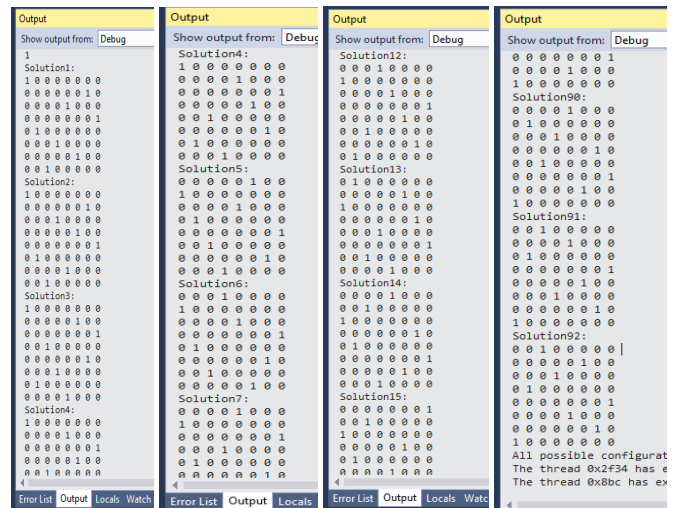 Output
Show output from: Debug
1
Solution1:
1 0 0 0 0 0 0 0
0 0 0 0 0 0 1 0
0 0 0 0 1 0 0 0
0 0 0 0 0 0 0 1
0 1 0 0 0 0 0 0
0 0 0 1 0 0 0 0
0 0 0 0 0 1 0 0
0 0 1 0 0 0 0 0
Solution2:
1 0 0 0 0 0 0 0
0 0 0 0 0 0 1 0
0 0 0 1 0 0 0 0
0 0 0 0 0 1 0 0
0 0 0 0 0 0 0 1
0 1 0 0 0 0 0 0
0 0 0 0 1 0 0 0
0 0 1 0 0 0 0 0
Solution3:
1 0 0 0 0 0 0 0
0 0 0 0 0 1 0 0
0 0 0 0 0 0 0 1
0 0 1 0 0 0 0 0
0 0 0 0 0 0 1 0
0 0 0 1 0 0 0 0
0 1 0 0 0 0 0 0
0 0 0 0 1 0 0 0
Solution4:
1 0 0 0 0 0 0 0
0 0 0 0 1 0 0 0
0 0 0 0 0 0 0 1
0 0 0 0 0 1 0 0
0 0 1 0 0 0 0 0
Error List Output Locals Watch
Output
Show output from: Debug
Solution4:
1 0 0 0 0 0 0 0
0 0 0 0 1 0 0 0
0 0 0 0 0 0 0 1
0 0 0 0 0 1 0 0
0 0 1 0 0 0 0 0
0 0 0 0 0 0 1 0
0 1 0 0 0 0 0 0
0 0 0 1 0 0 0 0
Solution5:
0 0 0 0 0 1 0 0
1 0 0 0 0 0 0 0
0 0 0 0 1 0 0 0
0 1 0 0 0 0 0 0
0 0 0 0 0 0 0 1
0 0 1 0 0 0 0 0
0 0 0 0 0 0 1 0
0 0 0 1 0 0 0 0
Solution6:
0 0 0 1 0 0 0 0
1 0 0 0 0 0 0 0
0 0 0 0 1 0 0 0
0 0 0 0 0 0 0 1
0 1 0 0 0 0 0 0
0 0 0 0 0 0 1 0
0 0 1 0 0 0 0 0
0 0 0 0 0 1 0 0
Solution7:
0 0 0 0 1 0 0 0
1 0 0 0 0 0 0 0
0 0 0 0 0 0 0 1
0 0 0 1 0 0 0 0
0 1 0 0 0 0 0 0
0 0 0 0 0 0 1 0
Error List Output Locals
Output
Show output from: Debug
Solution12:
0 0 0 1 0 0 0 0
1 0 0 0 0 0 0 0
0 0 0 0 1 0 0 0
0 0 0 0 0 0 0 1
0 0 0 0 0 1 0 0
0 0 1 0 0 0 0 0
0 0 0 0 0 0 1 0
0 1 0 0 0 0 0 0
Solution13:
0 1 0 0 0 0 0 0
0 0 0 0 0 1 0 0
1 0 0 0 0 0 0 0
0 0 0 0 0 0 1 0
0 0 0 1 0 0 0 0
0 0 0 0 0 0 0 1
0 0 1 0 0 0 0 0
0 0 0 0 1 0 0 0
Solution14:
0 0 0 0 1 0 0 0
0 0 1 0 0 0 0 0
1 0 0 0 0 0 0 0
0 0 0 0 0 0 1 0
0 1 0 0 0 0 0 0
0 0 0 0 0 0 0 1
0 0 0 0 0 1 0 0
0 0 0 1 0 0 0 0
Solution15:
0 0 0 0 0 0 0 1
0 0 1 0 0 0 0 0
1 0 0 0 0 0 0 0
0 0 0 0 0 1 0 0
0 1 0 0 0 0 0 0
0 0 0 0 1 0 0 0
Error List Output Locals Watc
Output
Show output from: Debug
0 0 0 0 0 0 0 1
0 0 0 0 1 0 0 0
1 0 0 0 0 0 0 0
Solution90:
0 0 0 0 1 0 0 0
0 1 0 0 0 0 0 0
0 0 0 1 0 0 0 0
0 0 0 0 0 0 1 0
0 0 1 0 0 0 0 0
0 0 0 0 0 0 0 1
0 0 0 0 0 1 0 0
1 0 0 0 0 0 0 0
Solution91:
0 0 1 0 0 0 0 0
0 0 0 0 1 0 0 0
0 1 0 0 0 0 0 0
0 0 0 0 0 0 0 1
0 0 0 0 0 1 0 0
0 0 0 1 0 0 0 0
0 0 0 0 0 0 1 0
1 0 0 0 0 0 0 0
Solution92:
0 0 1 0 0 0 0 0
0 0 0 0 0 1 0 0
0 0 0 1 0 0 0 0
0 1 0 0 0 0 0 0
0 0 0 0 0 0 0 1
0 0 0 0 1 0 0 0
0 0 0 0 0 0 1 0
1 0 0 0 0 0 0 0
All possible configurat
The thread 0x2f34 has e
The thread 0x8bc has ex